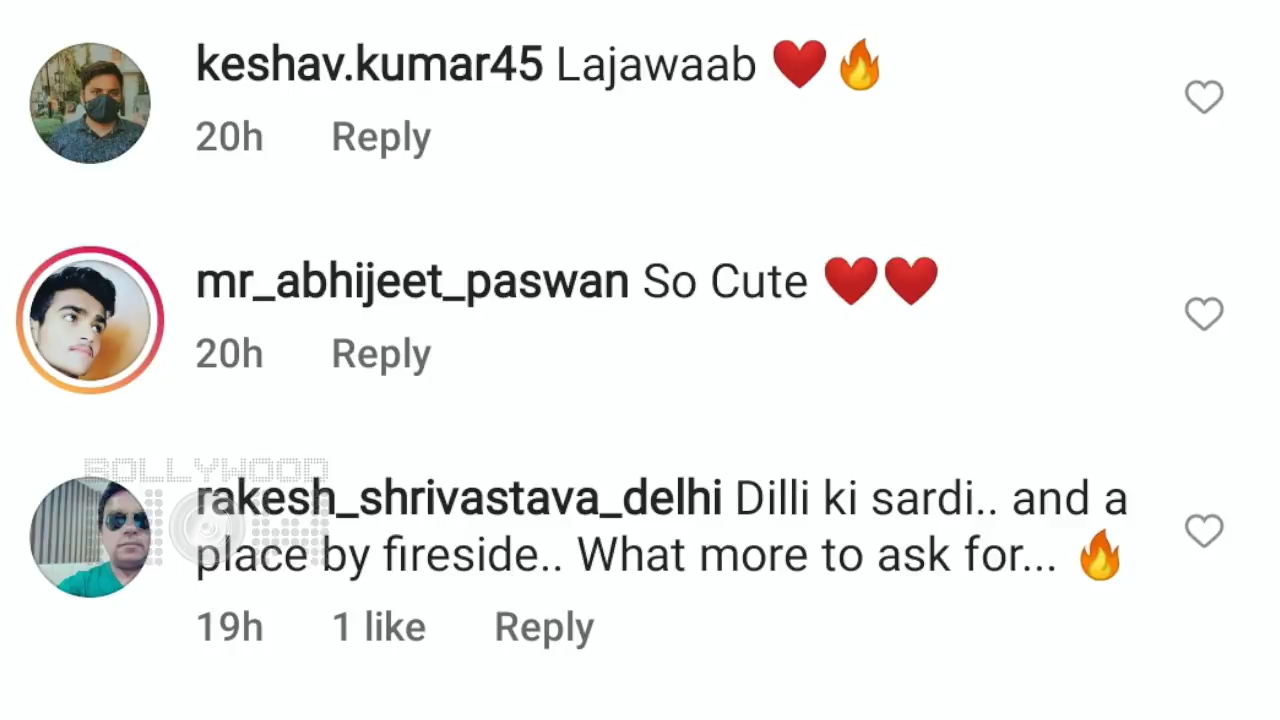 keshav.kumar45 Lajawaab ❤️🔥
20h Reply
mr_abhijeet_paswan So Cute ❤️❤️
20h Reply
BOLLYWOOD
rakesh_shrivastava_delhi Dilli ki sardi.. and a
place by fireside.. What more to ask for... 🔥
19h 1 like Reply